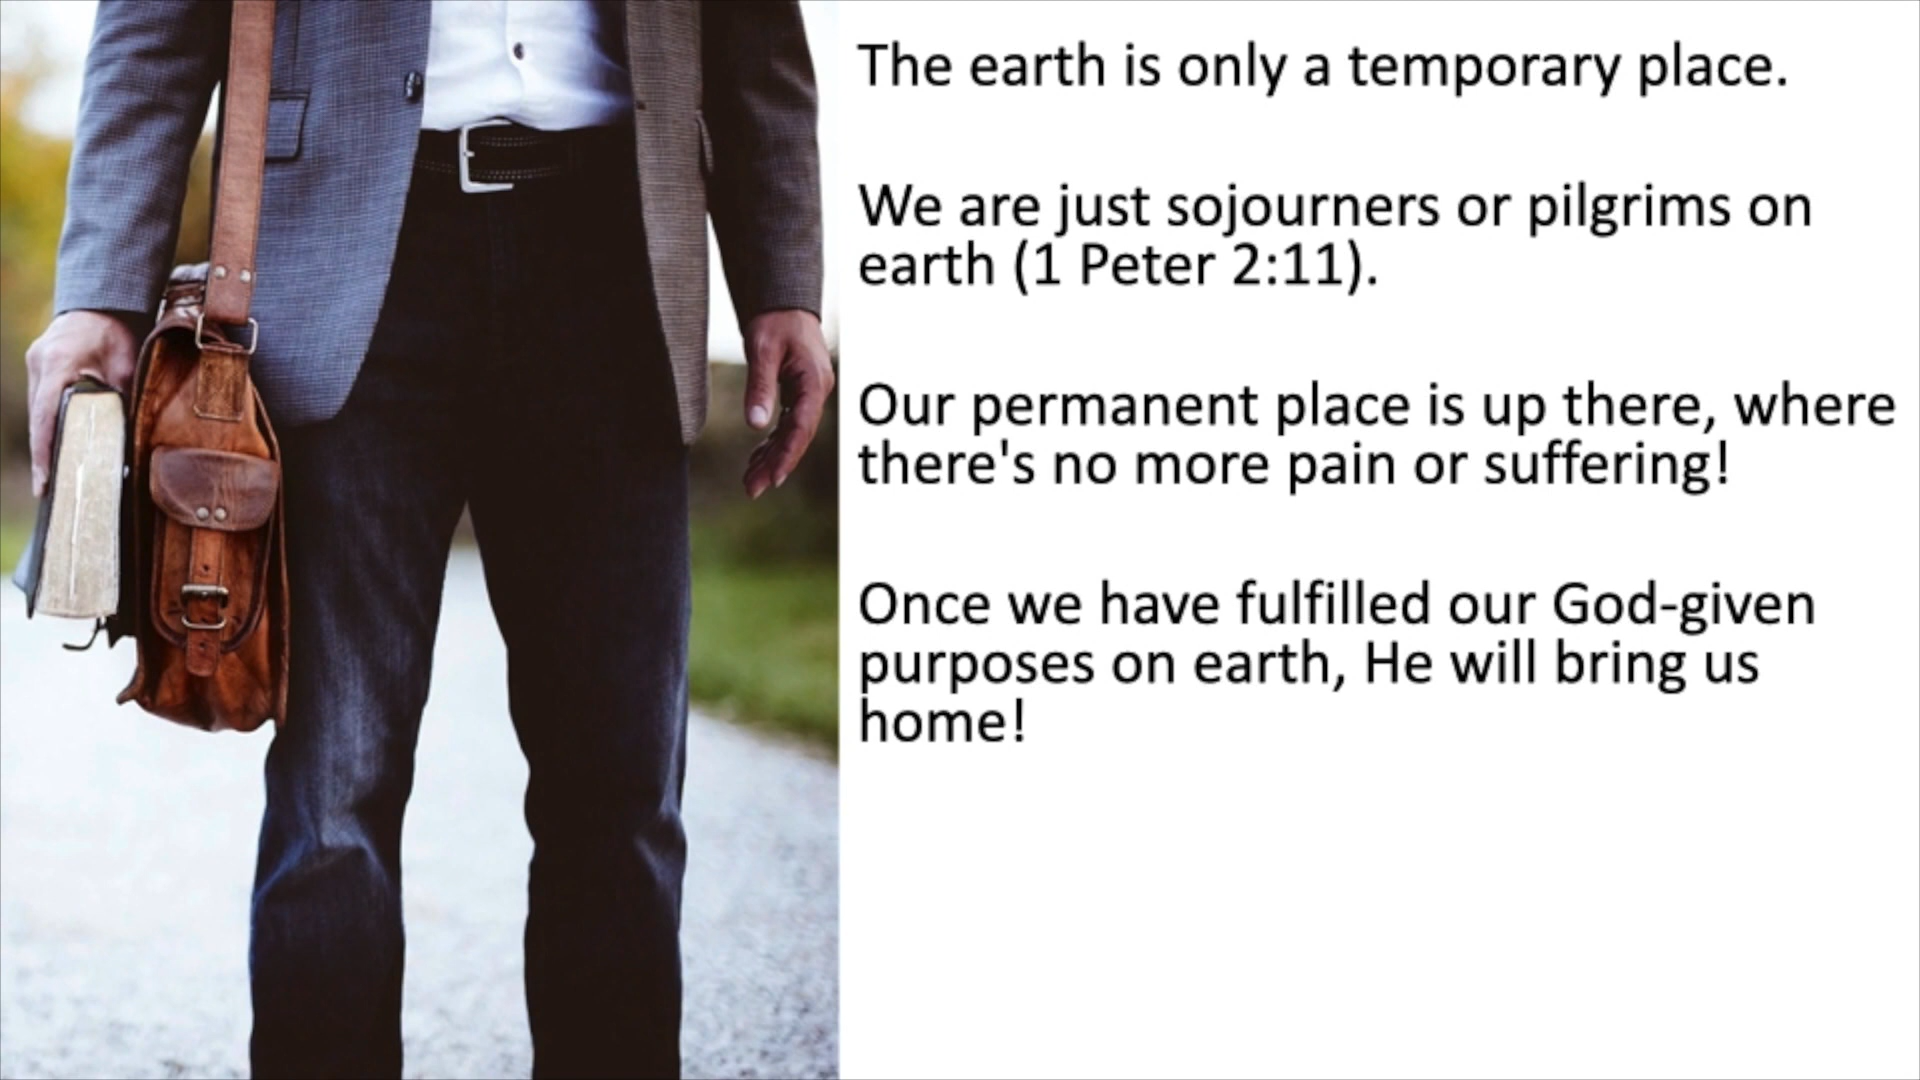 The earth is only a temporary place.
We are just sojourners or pilgrims on
earth (1 Peter 2:11).
Our permanent place is up there, where
there's no more pain or suffering!
Once we have fulfilled our God-given
purposes on earth, He will bring us
home!